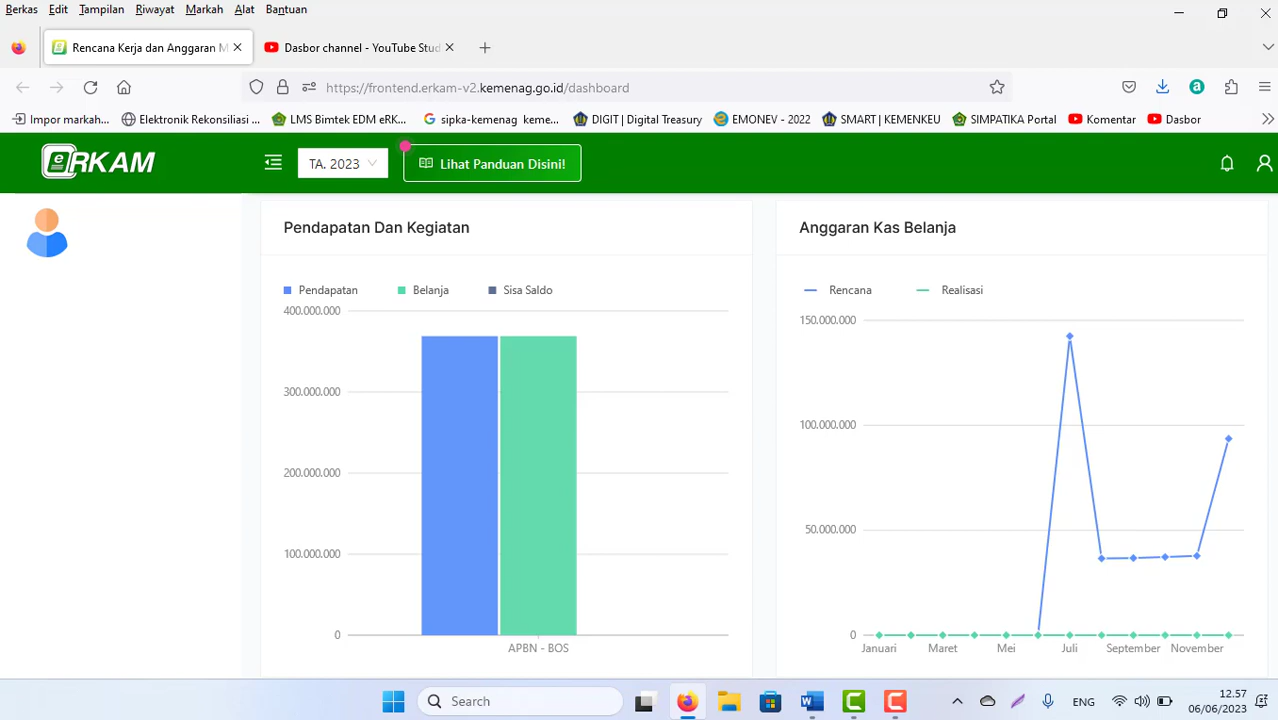 Berkas Edit Tampilan Riwayat Markah Alat Bantuan
Rencana Kerja dan Anggaran M
Dasbor channel - YouTube Stud
https://frontend.erkam-v2.kemenag.go.id/dashboard
Impor markah... Elektronik Rekonsiliasi ... LMS Bimtek EDM eRK... sipka-kemenag keme... DIGIT | Digital Treasury EMONEV - 2022 SMART | KEMENKEU SIMPATIKA Portal Komentar Dasbor
eRKAM
TA. 2023
Lihat Panduan Disini!
Pendapatan Dan Kegiatan
Pendapatan Belanja Sisa Saldo
400.000.000
300.000.000
200.000.000
100.000.000
0
APBN - BOS
Anggaran Kas Belanja
Rencana Realisasi
150.000.000
100.000.000
50.000.000
0
Januari Maret Mei Juli September November
Search
ENG
12.57
06/06/2023